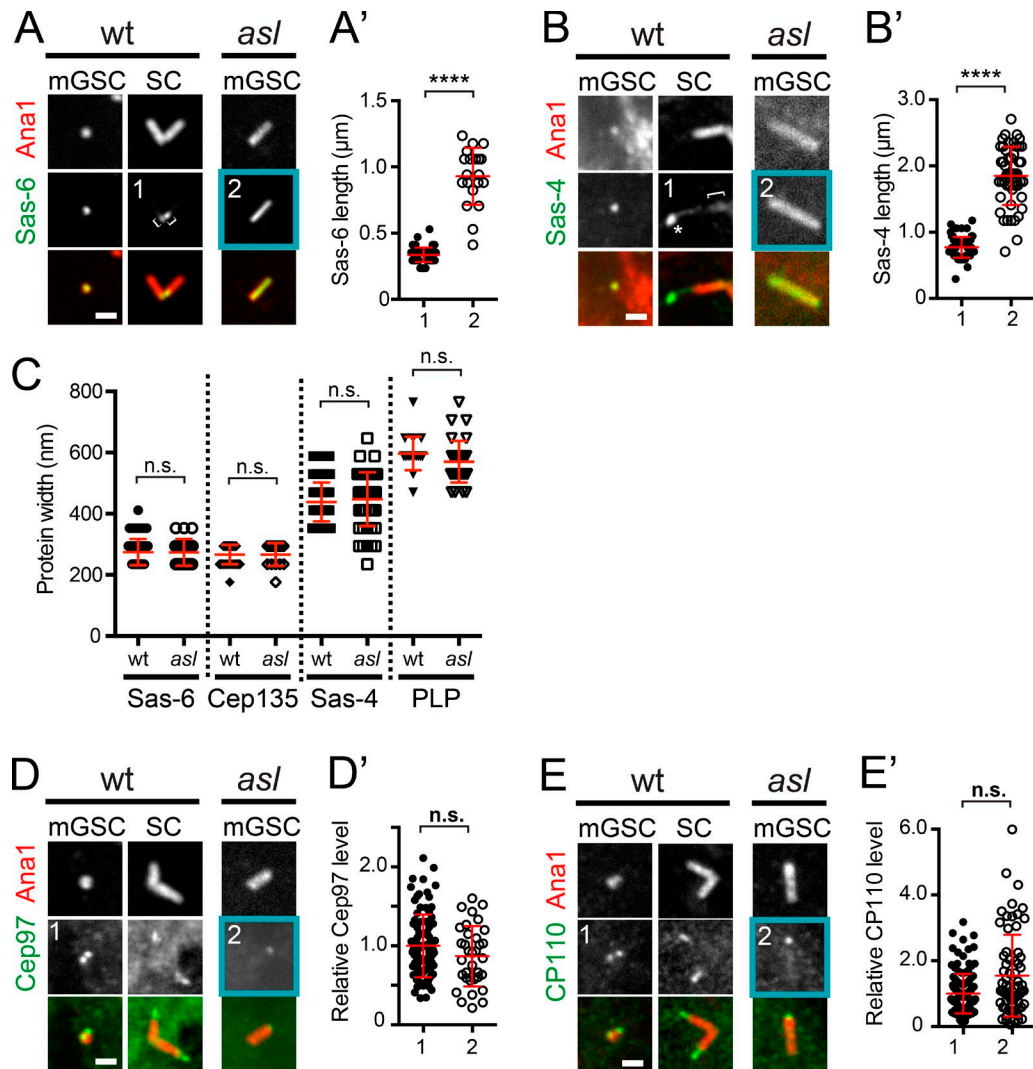 A
wt
asl
mGSC
SC
mGSC
Ana1
Sas-6
1
2
A'
****
Sas-6 length (μm)
1.5
1.0
0.5
0
1
2
B
wt
asl
mGSC
SC
mGSC
Ana1
Sas-4
1
*
2
B'
****
Sas-4 length (μm)
3.0
2.0
1.0
0
1
2
C
Protein width (nm)
800
600
400
200
0
n.s.
n.s.
n.s.
n.s.
wt
asl
wt
asl
wt
asl
wt
asl
Sas-6
Cep135
Sas-4
PLP
D
wt
asl
mGSC
SC
mGSC
Ana1
Cep97
1
2
D'
n.s.
Relative Cep97 level
2.0
1.0
0
1
2
E
wt
asl
mGSC
SC
mGSC
Ana1
CP110
1
2
E'
n.s.
Relative CP110 level
6.0
4.0
2.0
0
1
2